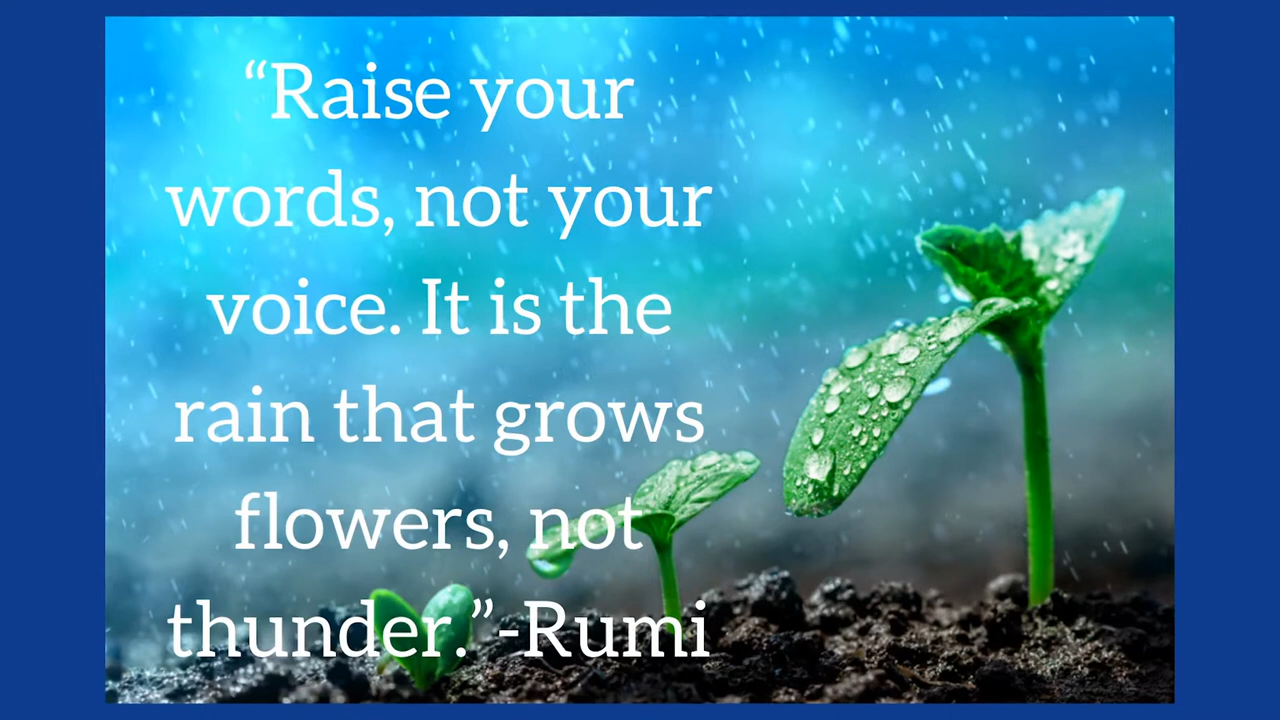 “Raise your
words, not your
voice. It is the
rain that grows
flowers, not
thunder.”-Rumi